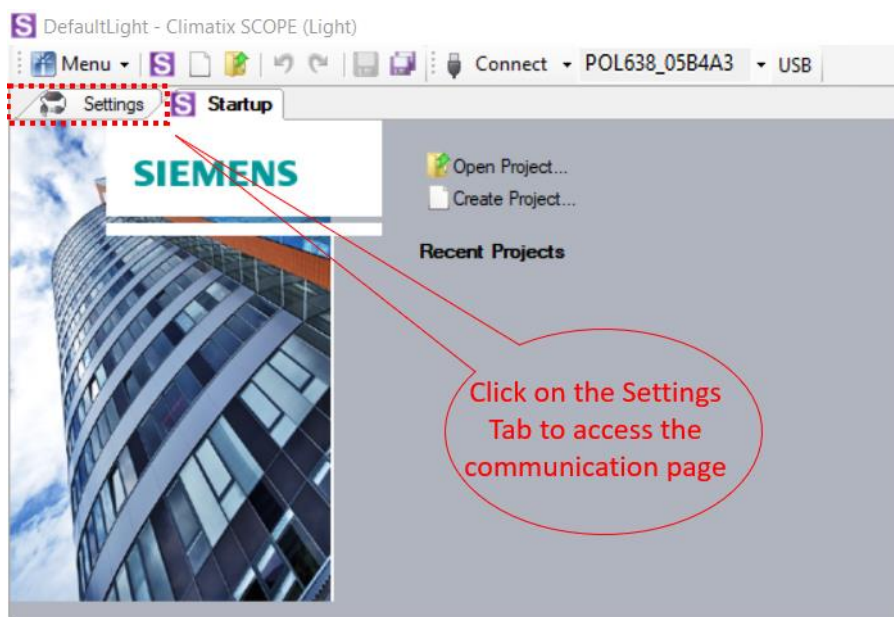 DefaultLight - Climatix SCOPE (Light)
Menu S Connect POL638_05B4A3 USB
Settings S Startup
SIEMENS
Open Project...
Create Project...
Recent Projects
Click on the Settings
Tab to access the
communication page